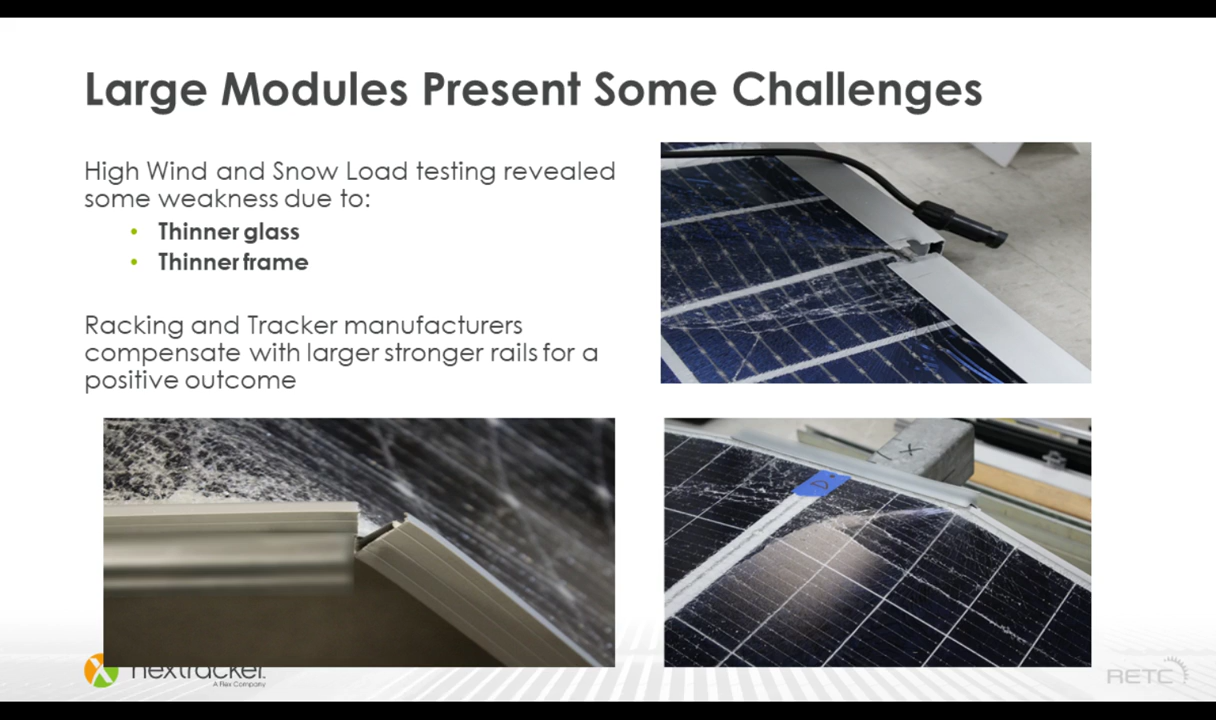 Large Modules Present Some Challenges
High Wind and Snow Load testing revealed
some weakness due to:
• Thinner glass
• Thinner frame
Racking and Tracker manufacturers
compensate with larger stronger rails for a
positive outcome
X
D
nextracker.
A Flex Company
RETC